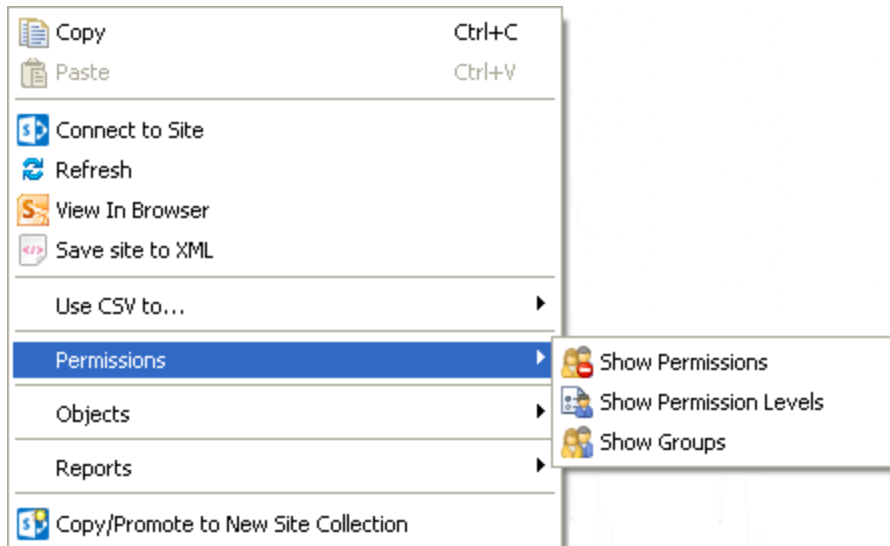 Copy Ctrl+C
Paste Ctrl+V
Connect to Site
Refresh
View In Browser
Save site to XML
Use CSV to...
Permissions
Show Permissions
Show Permission Levels
Show Groups
Objects
Reports
Copy/Promote to New Site Collection